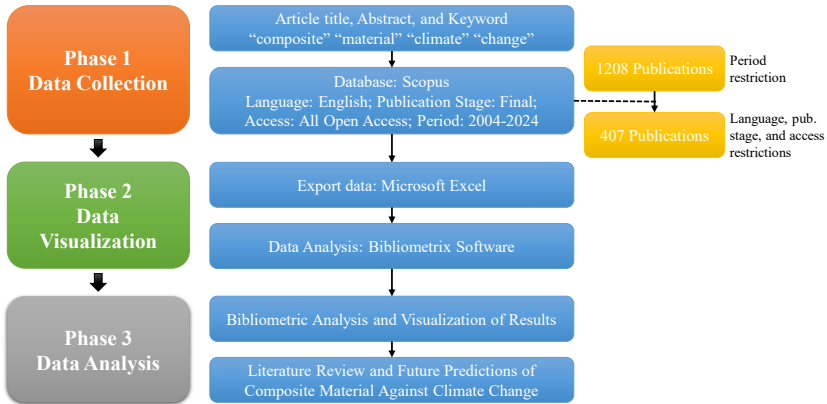 Phase 1
Data Collection
Article title, Abstract, and Keyword
“composite” “material” “climate” “change”
Database: Scopus
Language: English; Publication Stage: Final;
Access: All Open Access; Period: 2004-2024
1208 Publications
Period
restriction
407 Publications
Language, pub.
stage, and access
restrictions
Phase 2
Data
Visualization
Export data: Microsoft Excel
Data Analysis: Bibliometrix Software
Phase 3
Data Analysis
Bibliometric Analysis and Visualization of Results
Literature Review and Future Predictions of
Composite Material Against Climate Change